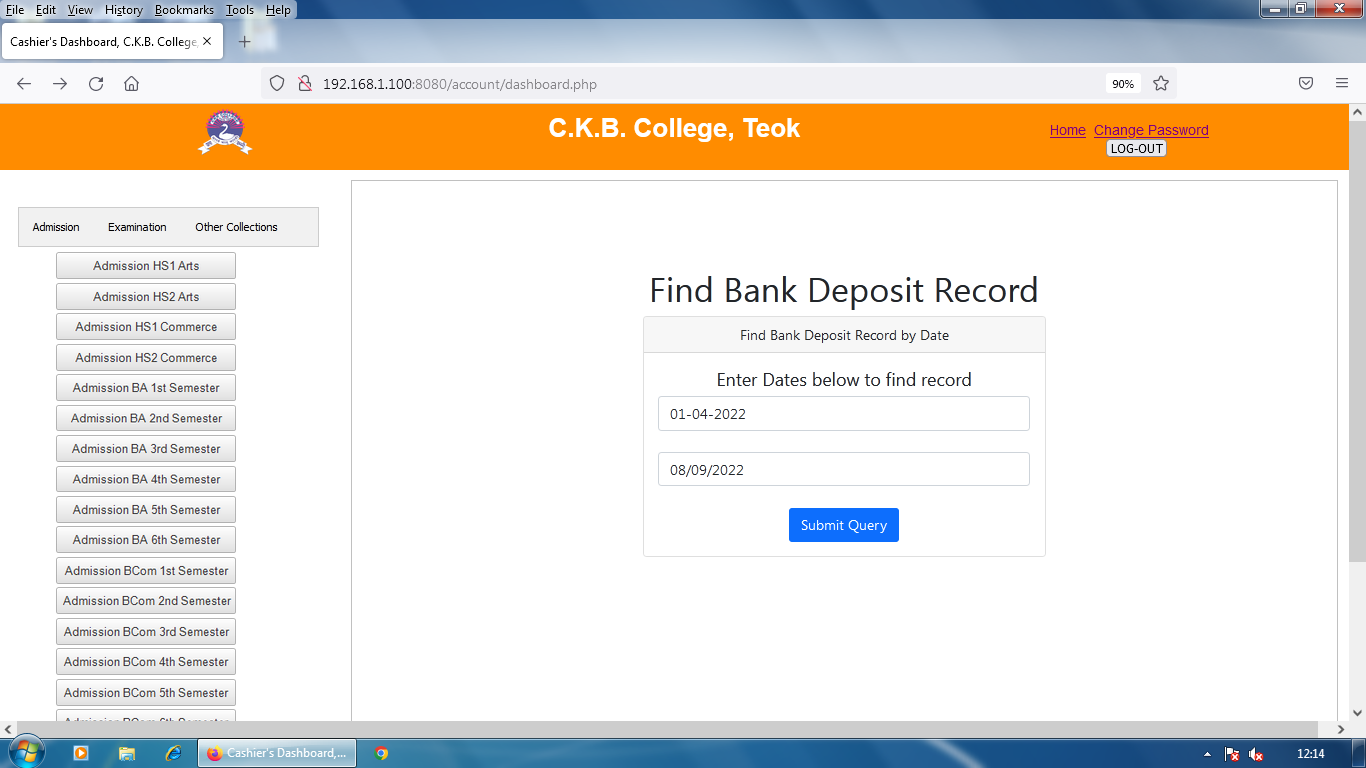 File Edit View History Bookmarks Tools Help
Cashier's Dashboard, C.K.B. College,
192.168.1.100:8080/account/dashboard.php
90%
C.K.B. College, Teok
Home Change Password
LOG-OUT
Admission Examination Other Collections
Admission HS1 Arts
Admission HS2 Arts
Admission HS1 Commerce
Admission HS2 Commerce
Admission BA 1st Semester
Admission BA 2nd Semester
Admission BA 3rd Semester
Admission BA 4th Semester
Admission BA 5th Semester
Admission BA 6th Semester
Admission BCom 1st Semester
Admission BCom 2nd Semester
Admission BCom 3rd Semester
Admission BCom 4th Semester
Admission BCom 5th Semester
Admission BCom 6th Semester
Find Bank Deposit Record
Find Bank Deposit Record by Date
Enter Dates below to find record
01-04-2022
08/09/2022
Submit Query
Cashier's Dashboard,...
12:14